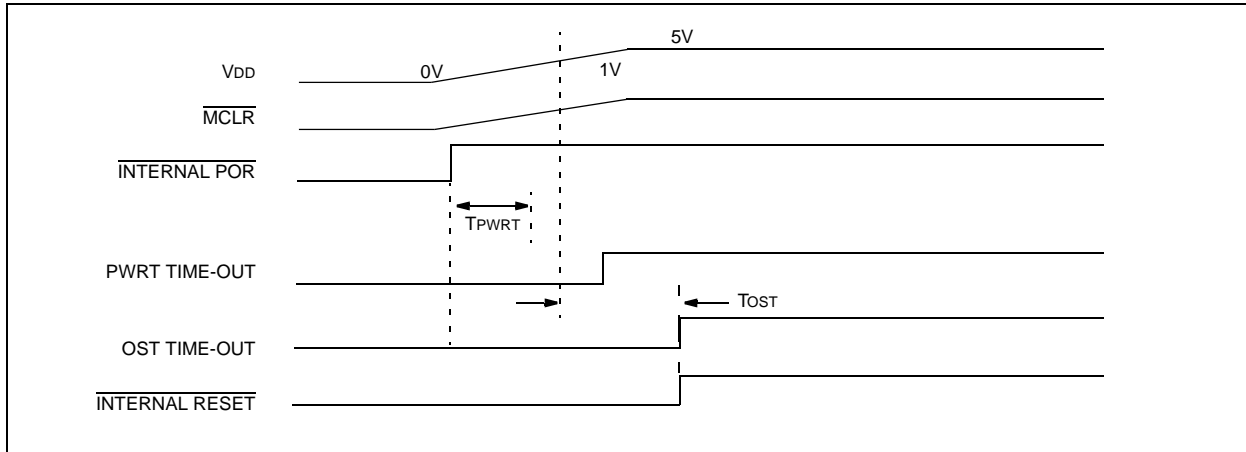 5V
VDD 0V 1V
MCLR
INTERNAL POR
TPWRT
PWRT TIME-OUT
TOST
OST TIME-OUT
INTERNAL RESET